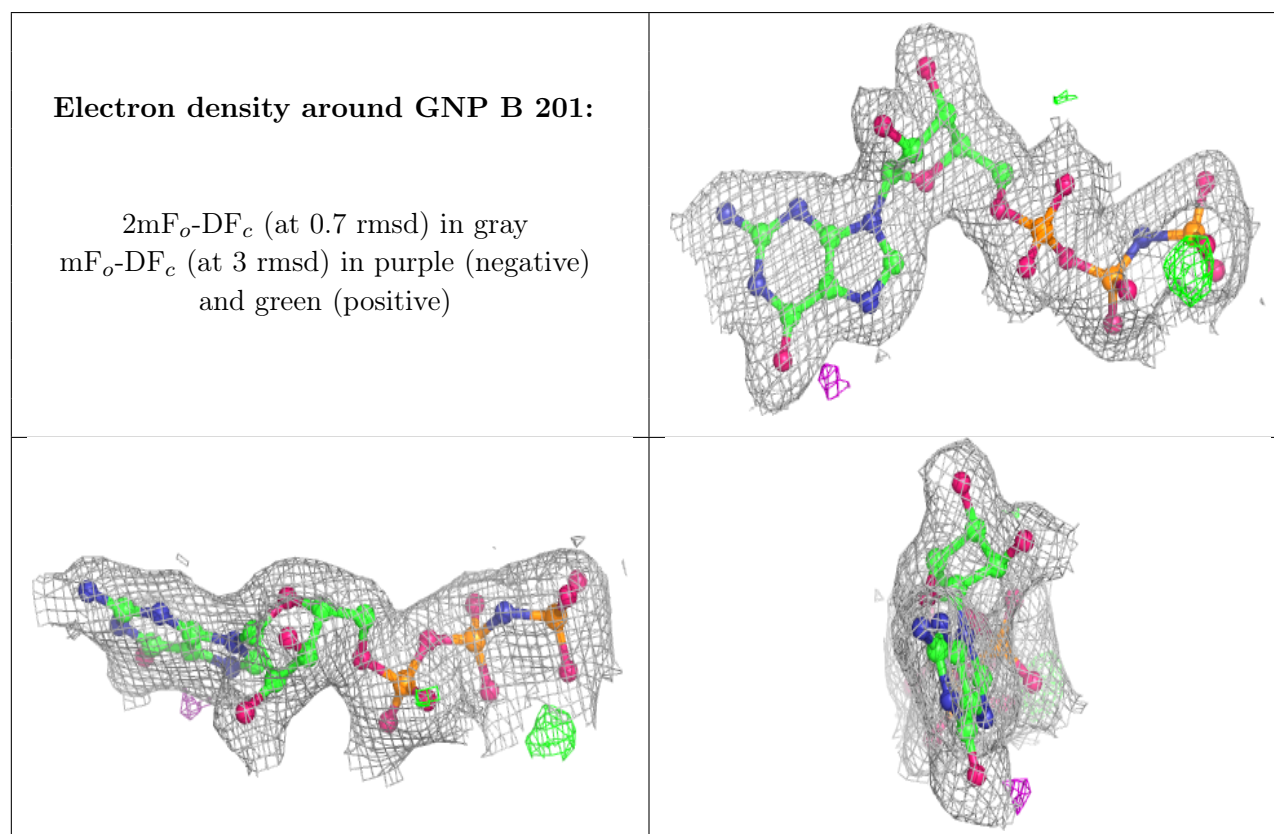 Electron density around GNP B 201:
2mFo-DFc (at 0.7 rmsd) in gray
mFo-DFc (at 3 rmsd) in purple (negative)
and green (positive)